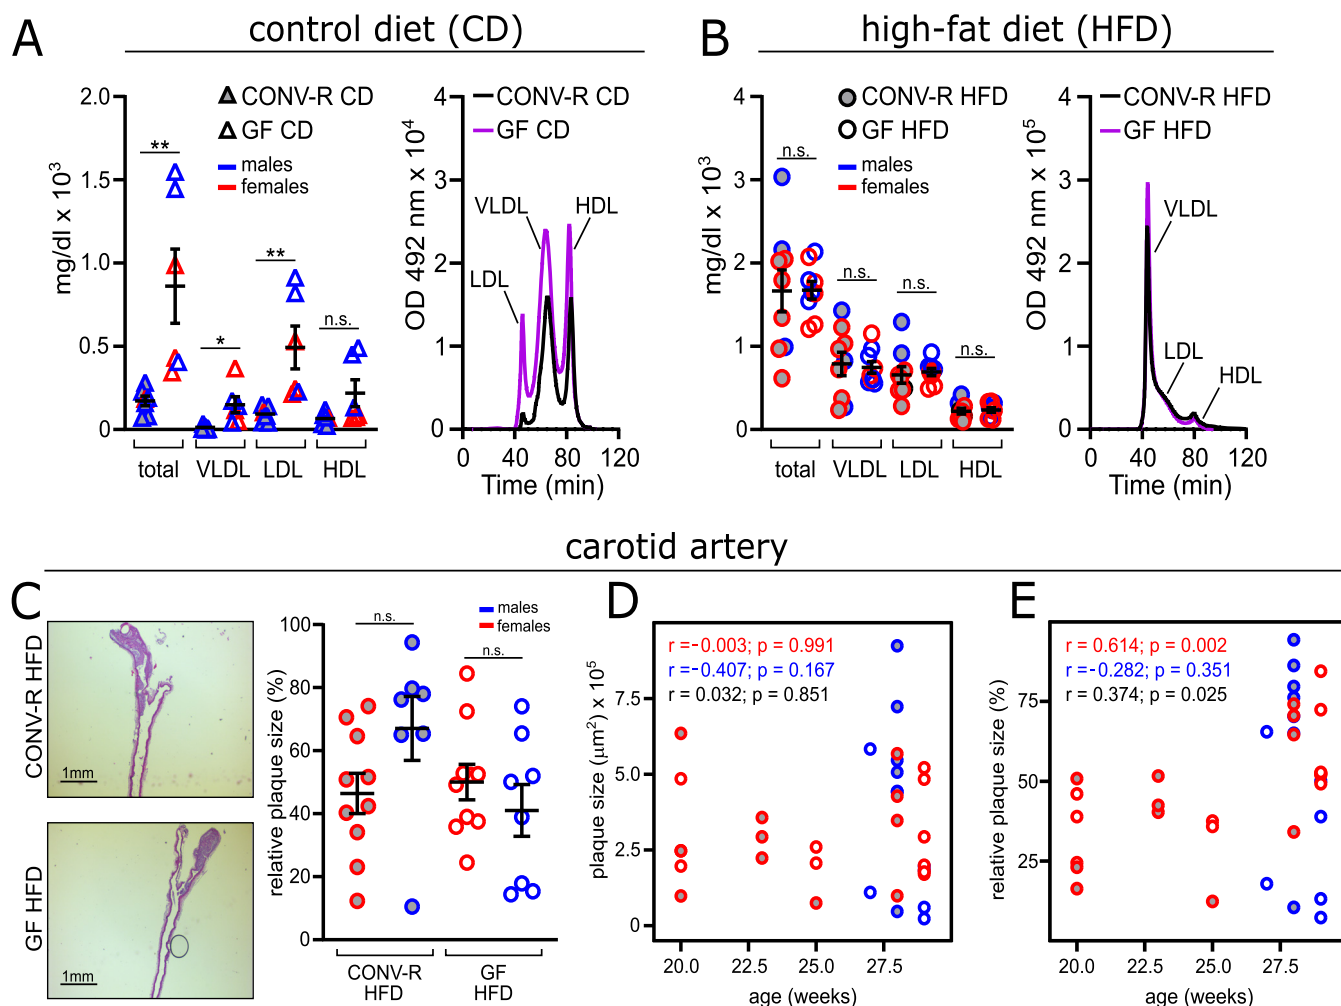 A
control diet (CD)
2.0
1.5
1.0
0.5
0
mg/dl x 10³
CONV-R CD
GF CD
males
females
**
*
**
n.s.
total
VLDL
LDL
HDL
4
3
2
1
0
OD 492 nm x 10⁴
CONV-R CD
GF CD
VLDL
HDL
LDL
0
40
80
120
Time (min)
B
high-fat diet (HFD)
4
3
2
1
0
mg/dl x 10³
CONV-R HFD
GF HFD
males
females
n.s.
n.s.
n.s.
n.s.
total
VLDL
LDL
HDL
4
3
2
1
0
OD 492 nm x 10⁵
CONV-R HFD
GF HFD
VLDL
LDL
HDL
0
40
80
120
Time (min)
carotid artery
C
CONV-R HFD
1mm
GF HFD
1mm
relative plaque size (%)
100
80
60
40
20
0
males
females
n.s.
n.s.
CONV-R
HFD
GF
HFD
D
r=-0.003; p = 0.991
r=-0.407; p = 0.167
r= 0.032; p = 0.851
plaque size (μm²) x 10⁵
7.5
5.0
2.5
0
20.0
22.5
25.0
27.5
age (weeks)
E
r = 0.614; p = 0.002
r =-0.282; p = 0.351
r = 0.374; p = 0.025
relative plaque size (%)
75
50
25
20.0
22.5
25.0
27.5
age (weeks)